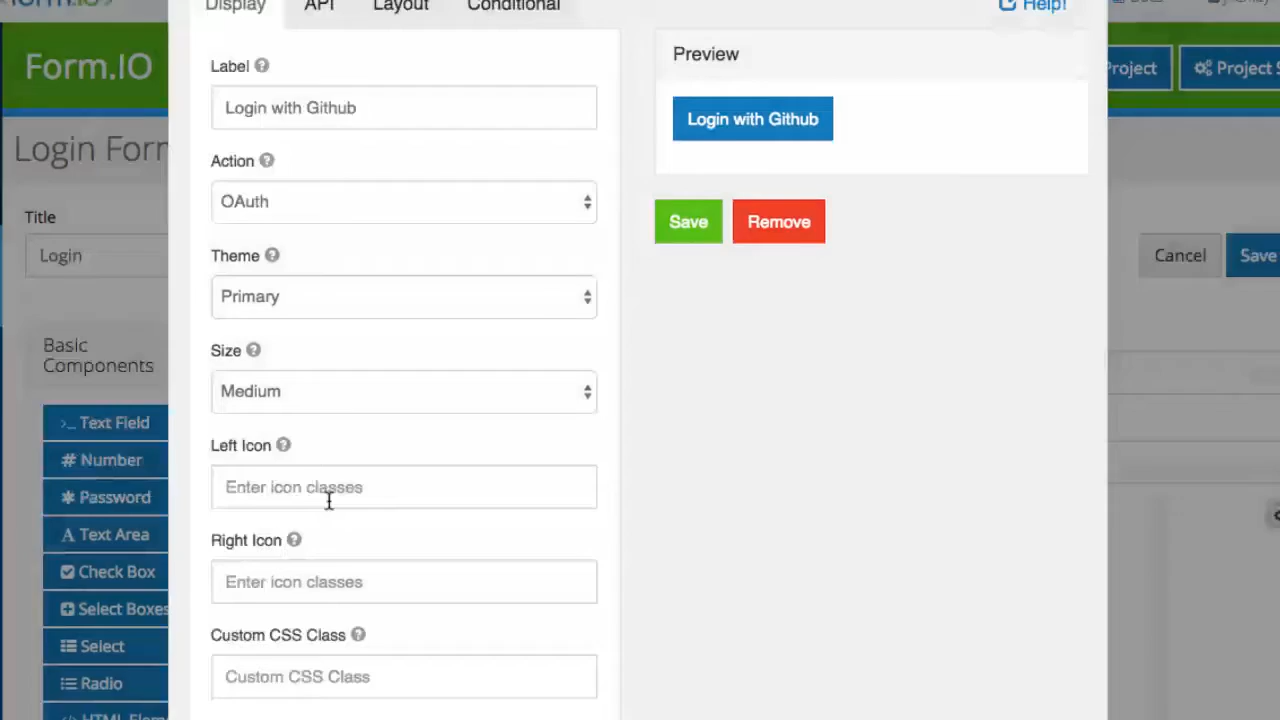 Display API Layout Conditional Help!
Form.IO
Project
Project S
Login Form
Title
Login
Cancel
Save
Basic
Components
>_ Text Field
# Number
Password
A Text Area
Check Box
Select Boxes
Select
Radio
Label
Login with Github
Action
OAuth
Theme
Primary
Size
Medium
Left Icon
Enter icon classes
Right Icon
Enter icon classes
Custom CSS Class
Custom CSS Class
Preview
Login with Github
Save
Remove